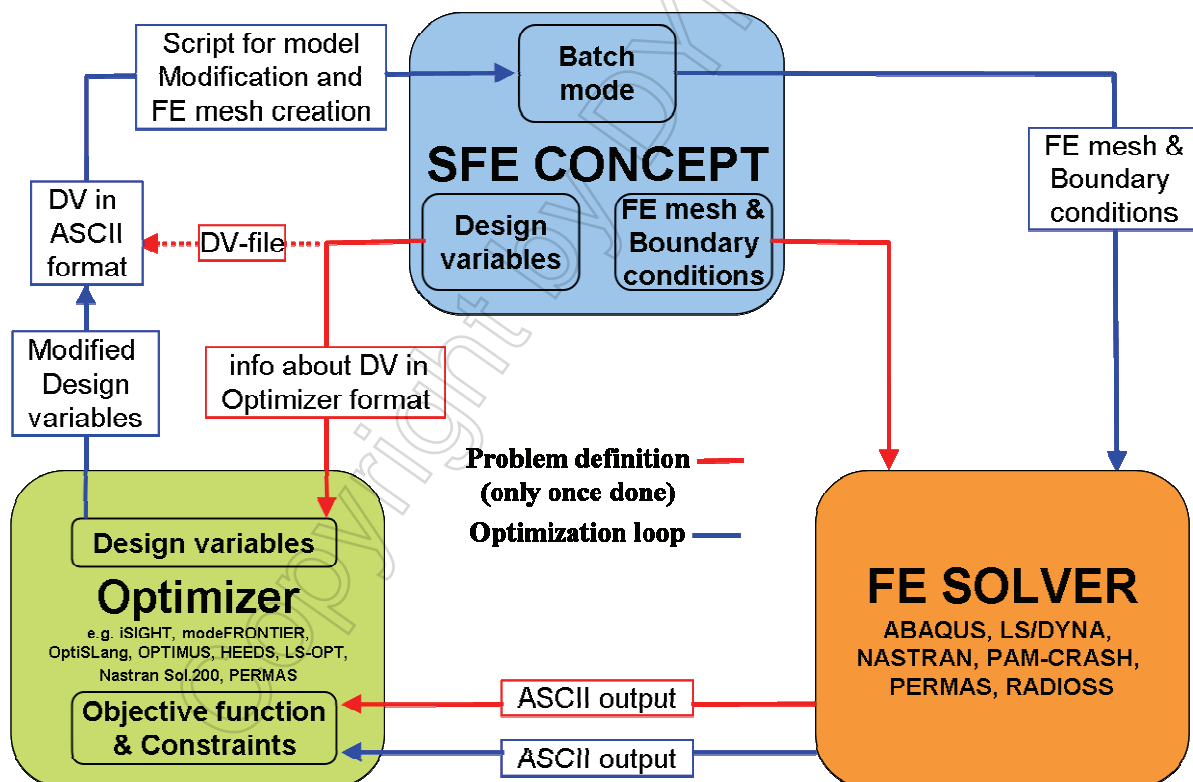 Script for model
Modification and
FE mesh creation
Batch
mode
SFE CONCEPT
Design
variables
FE mesh &
Boundary
conditions
FE mesh &
Boundary
conditions
DV in
ASCII
format
DV-file
Modified
Design
variables
info about DV in
Optimizer format
Problem definition
(only once done)
Optimization loop
Design variables
Optimizer
e.g. iSIGHT, modeFRONTIER,
OptiSLang, OPTIMUS, HEEDS, LS-OPT,
Nastran Sol.200, PERMAS
Objective function
& Constraints
FE SOLVER
ABAQUS, LS/DYNA,
NASTRAN, PAM-CRASH,
PERMAS, RADIOSS
ASCII output
ASCII output
Copyright by DY